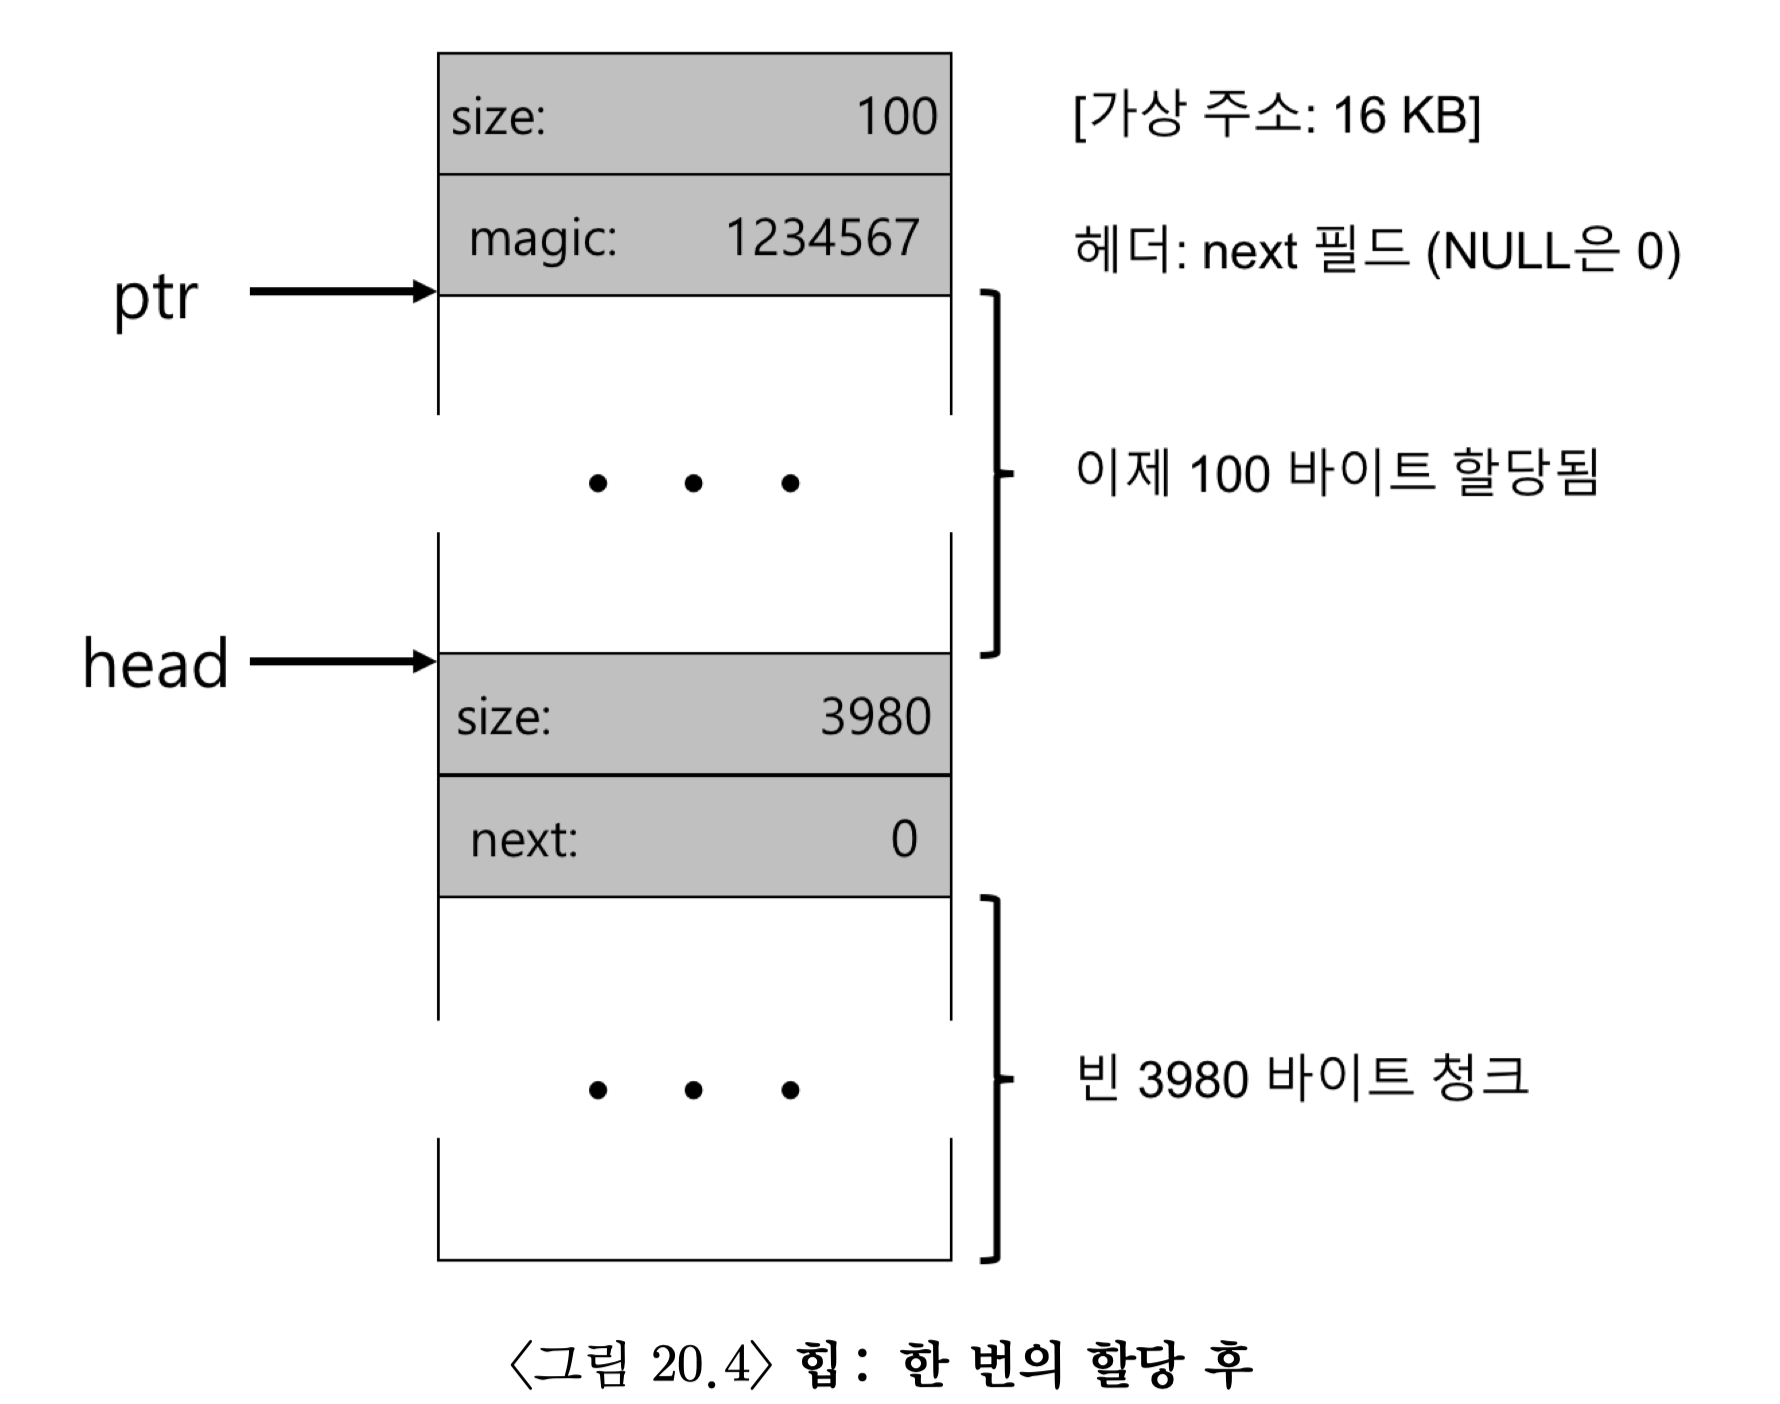 size: 100
[가상 주소: 16 KB]
magic: 1234567
헤더: next 필드 (NULL은 0)
ptr
이제 100 바이트 할당됨
head
size: 3980
next: 0
빈 3980 바이트 청크
〈그림 20.4〉 힙: 한 번의 할당 후